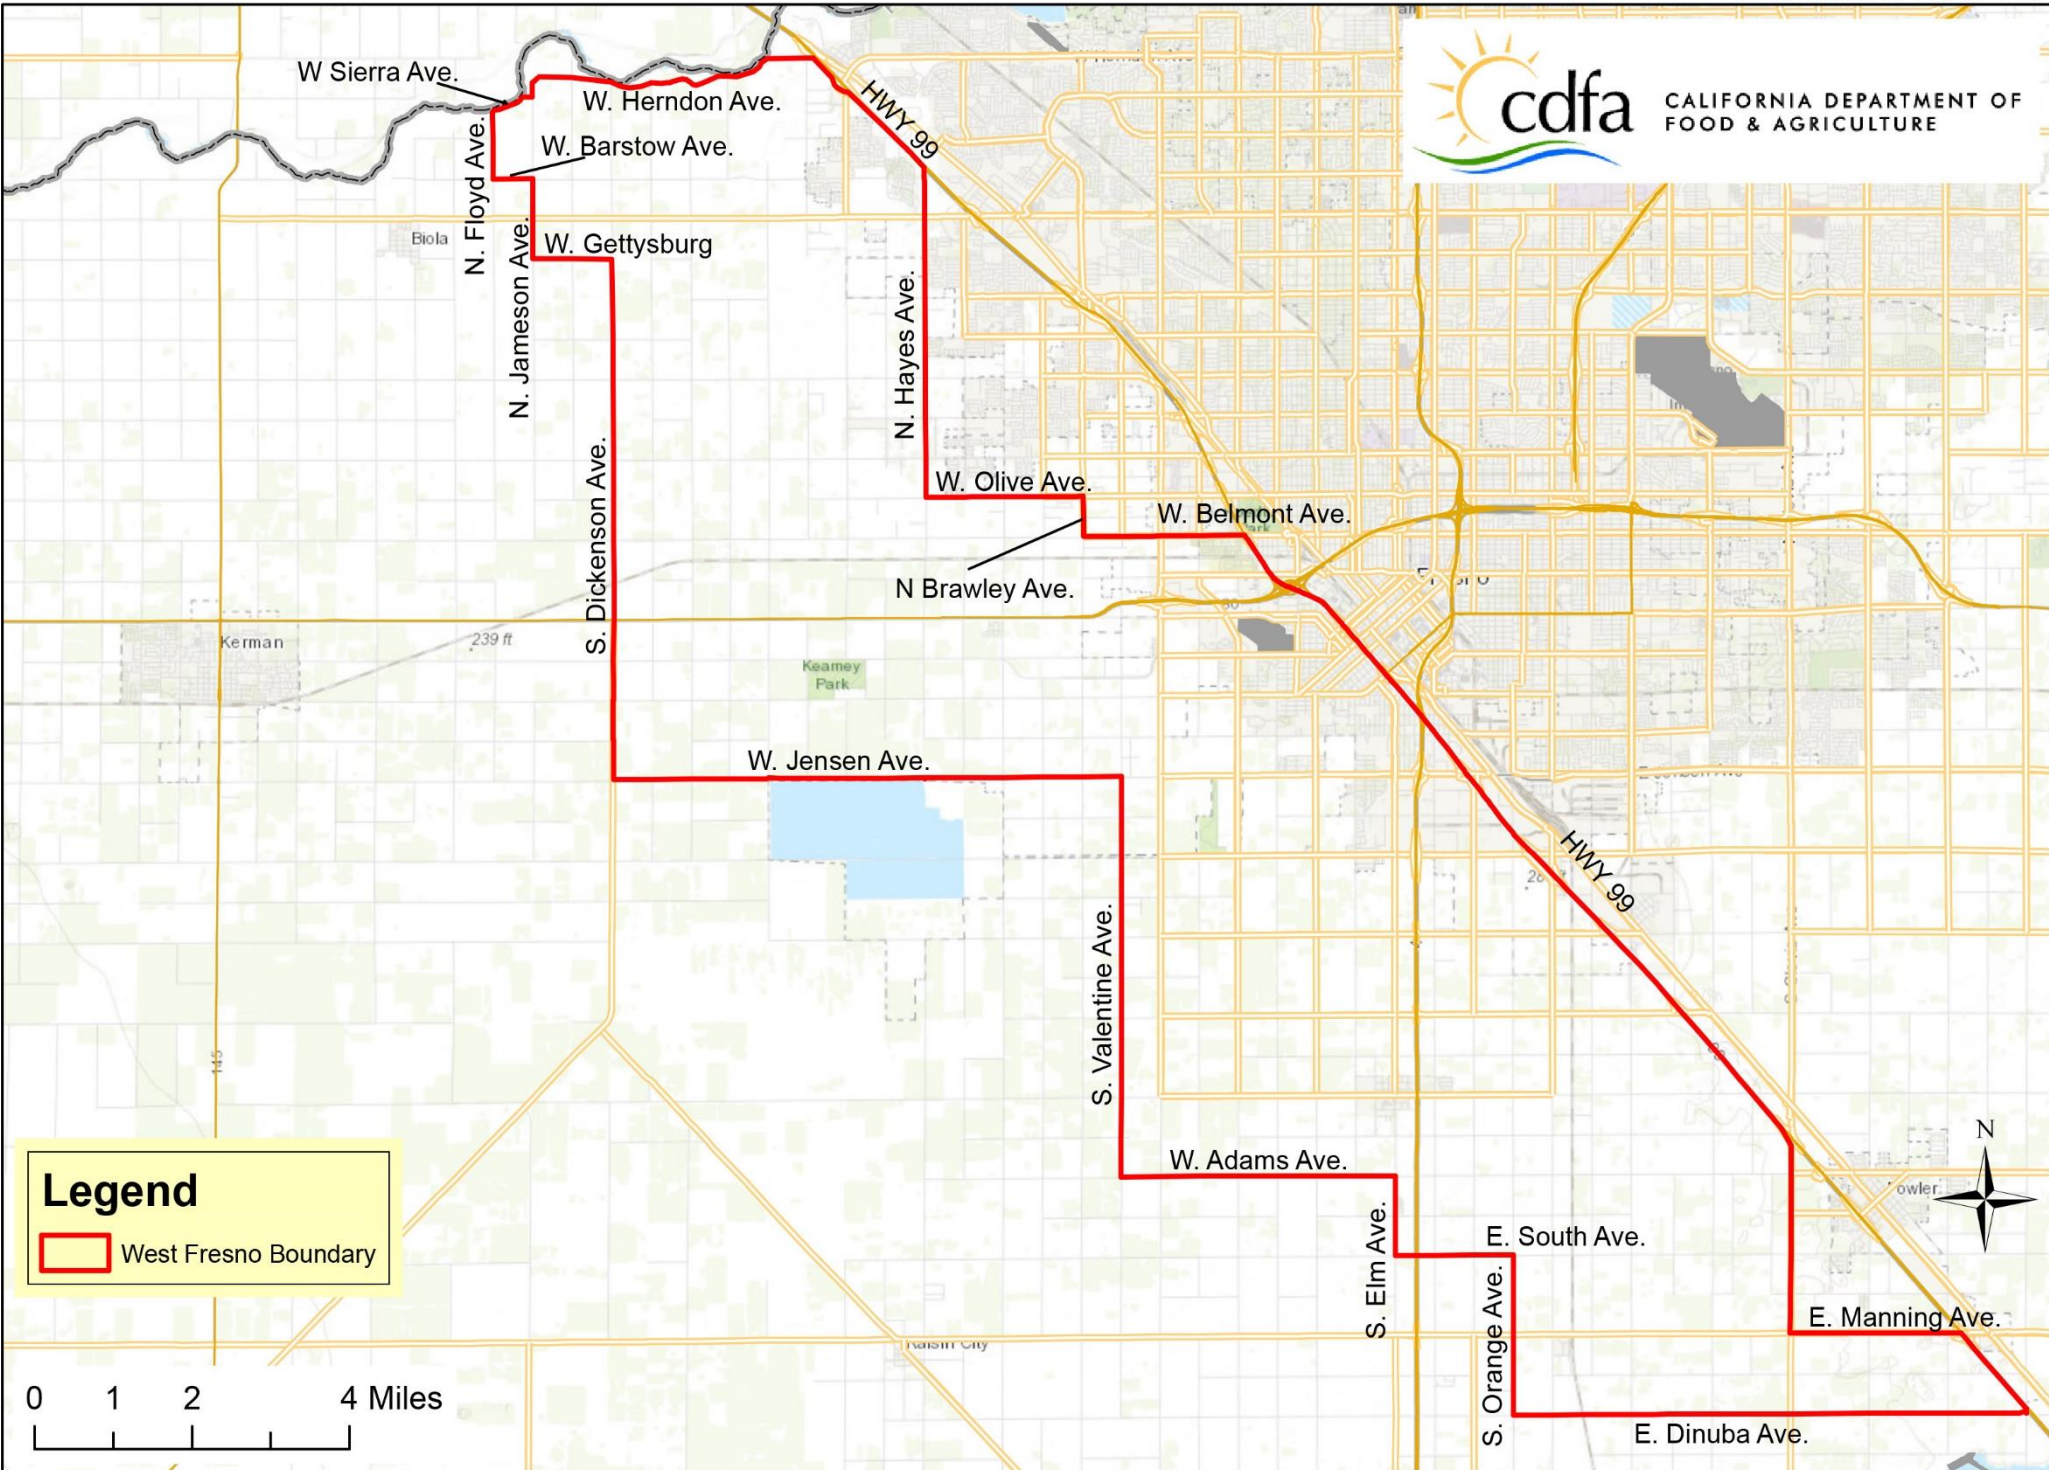 W Sierra Ave.
W. Herndon Ave.
HWY 99
cdfa
CALIFORNIA DEPARTMENT OF
FOOD & AGRICULTURE
N. Floyd Ave.
W. Barstow Ave.
Biola
N. Jameson Ave.
W. Gettysburg
N. Hayes Ave.
S. Dickenson Ave.
W. Olive Ave.
W. Belmont Ave.
N Brawley Ave.
Kerman
239 ft
Kearney
Park
W. Jensen Ave.
HWY 99
S. Valentine Ave.
145
W. Adams Ave.
N
S. Elm Ave.
E. South Ave.
S. Orange Ave.
E. Manning Ave.
E. Dinuba Ave.
Raisin City
Legend
West Fresno Boundary
0 1 2 4 Miles